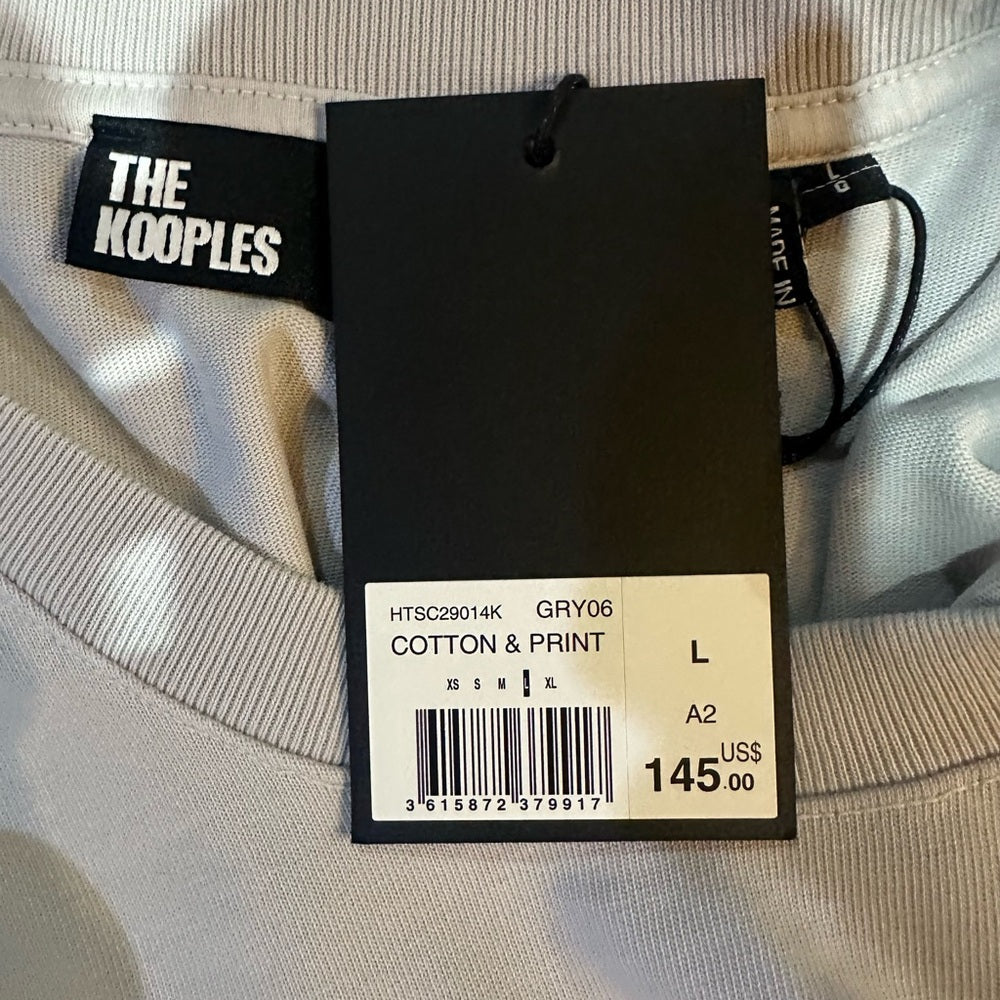 THE
KOOPLES
MADE IN
HTSC29014K GRY06
COTTON & PRINT
XS S M L XL
3 615872 379917
L
A2
145.00 US$